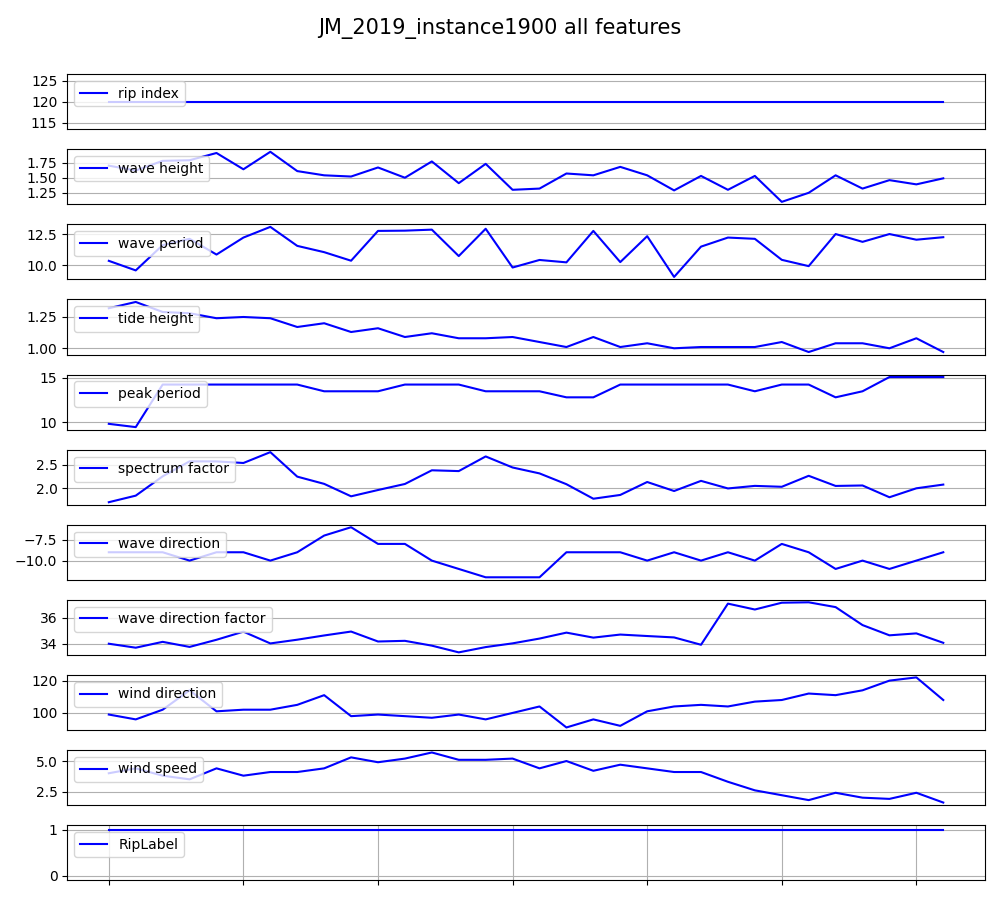 JM_2019_instance1900 all features
125
120
115
rip index
1.75
1.50
1.25
wave height
12.5
10.0
wave period
1.25
1.00
tide height
15
10
peak period
2.5
2.0
spectrum factor
−7.5
−10.0
wave direction
36
34
wave direction factor
120
100
wind direction
5.0
2.5
wind speed
1
0
RipLabel